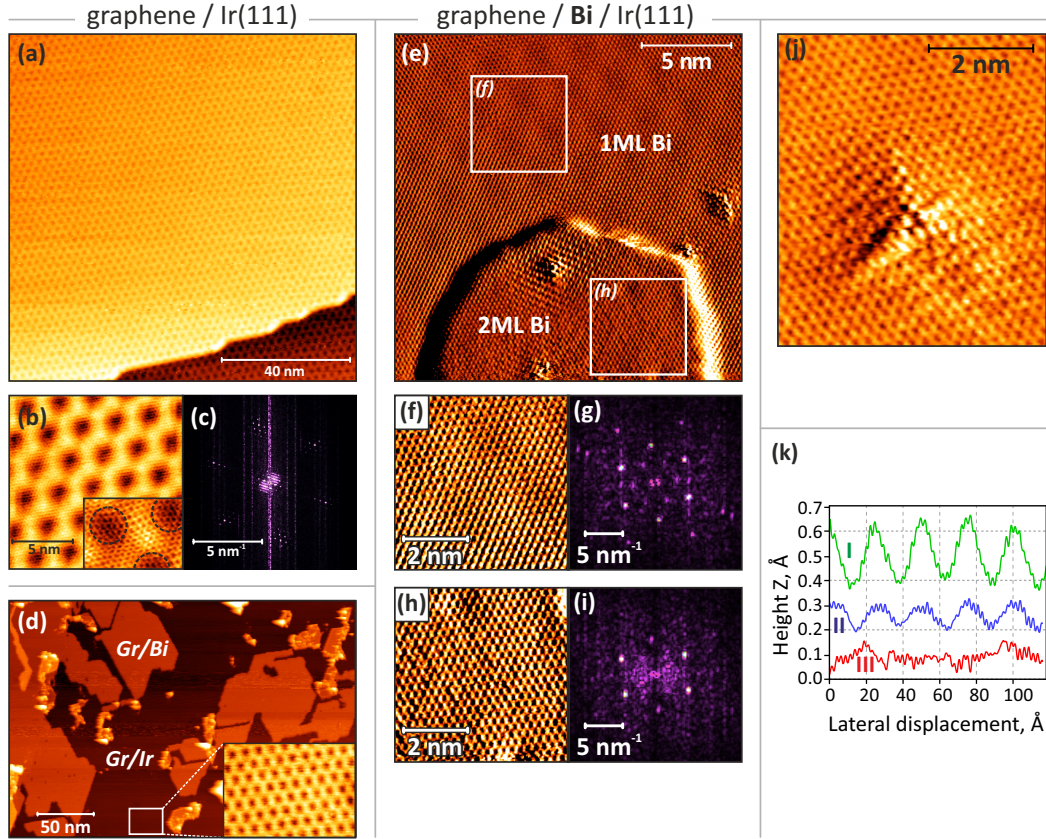 graphene / Ir(111)
graphene / Bi / Ir(111)
(a)
40 nm
(b)
5 nm
(c)
5 nm⁻¹
(d)
Gr/Bi
Gr/Ir
50 nm
(e)
5 nm
(f)
1ML Bi
(h)
2ML Bi
(f)
2 nm
(g)
5 nm⁻¹
(h)
2 nm
(i)
5 nm⁻¹
(j)
2 nm
(k)
Height Z, Å
0.7
0.6
0.5
0.4
0.3
0.2
0.1
0.0
I
II
III
0 20 40 60 80 100
Lateral displacement, Å